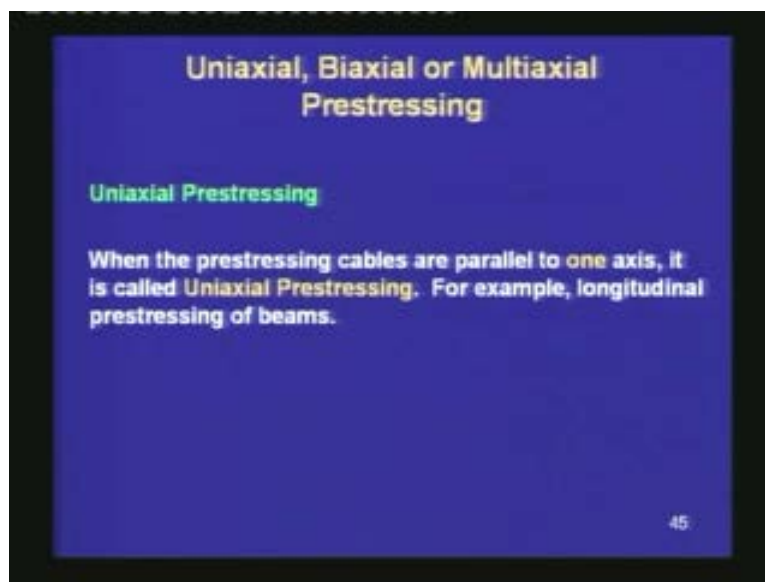 Uniaxial, Biaxial or Multiaxial
Prestressing
Uniaxial Prestressing
When the prestressing cables are parallel to one axis, it
is called Uniaxial Prestressing. For example, longitudinal
prestressing of beams.
45